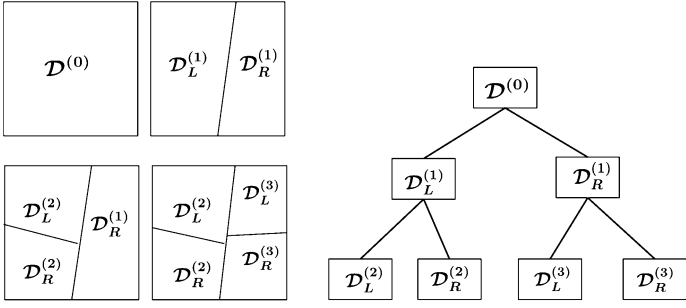 𝒟^(0)
𝒟_L^(1) 𝒟_R^(1)
𝒟_L^(2) 𝒟_R^(1)
𝒟_R^(2)
𝒟_L^(2) 𝒟_L^(3)
𝒟_R^(2) 𝒟_R^(3)
𝒟^(0)
𝒟_L^(1) 𝒟_R^(1)
𝒟_L^(2) 𝒟_R^(2) 𝒟_L^(3) 𝒟_R^(3)